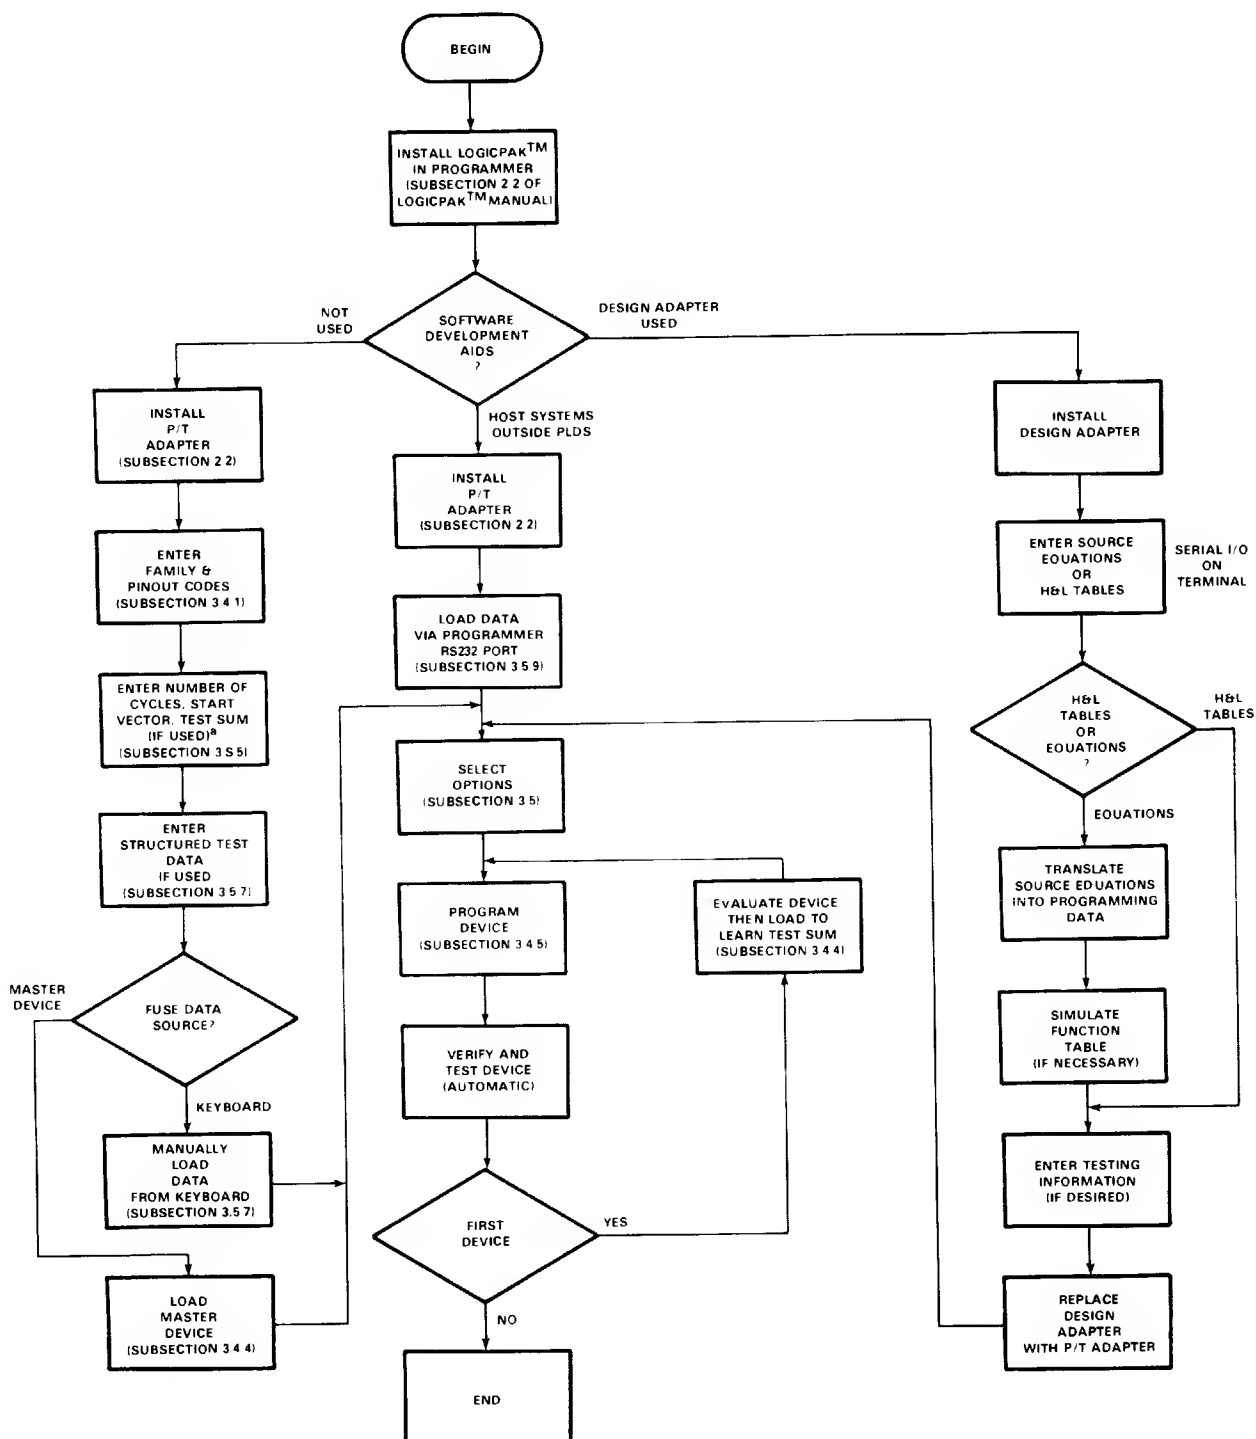 BEGIN
INSTALL LOGICPAK™
IN PROGRAMMER
(SUBSECTION 2 2 OF
LOGICPAK™ MANUAL)
SOFTWARE
DEVELOPMENT
AIDS
?
NOT
USED
DESIGN ADAPTER
USED
HOST SYSTEMS
OUTSIDE PLDS
INSTALL
P/T
ADAPTER
(SUBSECTION 2 2)
ENTER
FAMILY &
PINOUT CODES
(SUBSECTION 3 4 1)
ENTER NUMBER OF
CYCLES, START
VECTOR, TEST SUM
(IF USED)a
(SUBSECTION 3 S 5)
ENTER
STRUCTURED TEST
DATA
IF USED
(SUBSECTION 3 5 7)
FUSE DATA
SOURCE?
MASTER
DEVICE
KEYBOARD
MANUALLY
LOAD
DATA
FROM KEYBOARD
(SUBSECTION 3.5 7)
LOAD
MASTER
DEVICE
(SUBSECTION 3.4 4)
INSTALL
P/T
ADAPTER
(SUBSECTION 2 2)
LOAD DATA
VIA PROGRAMMER
RS232 PORT
(SUBSECTION 3 5 9)
SELECT
OPTIONS
(SUBSECTION 3 5)
PROGRAM
DEVICE
(SUBSECTION 3 4 5)
VERIFY AND
TEST DEVICE
(AUTOMATIC)
FIRST
DEVICE
YES
NO
END
EVALUATE DEVICE
THEN LOAD TO
LEARN TEST SUM
(SUBSECTION 3 4 4)
INSTALL
DESIGN ADAPTER
ENTER SOURCE
EQUATIONS
OR
H&L TABLES
SERIAL I/O
ON
TERMINAL
H&L
TABLES
OR
EQUATIONS
?
H&L
TABLES
EQUATIONS
TRANSLATE
SOURCE EDUATIONS
INTO PROGRAMMING
DATA
SIMULATE
FUNCTION
TABLE
(IF NECESSARY)
ENTER TESTING
INFORMATION
(IF DESIRED)
REPLACE
DESIGN
ADAPTER
WITH P/T ADAPTER